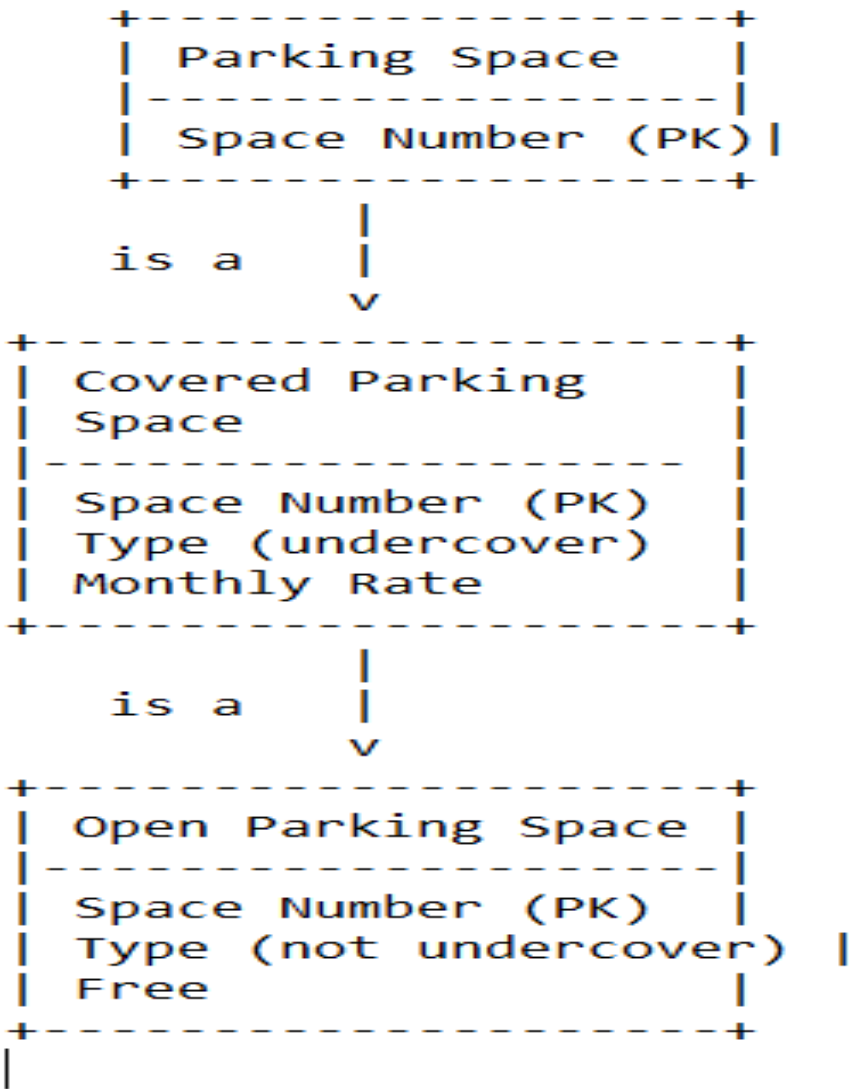 +------------------+
| Parking Space |
|-----------------|
| Space Number (PK)|
+------------------+
|
is a |
v
+---------------------+
| Covered Parking |
| Space |
|------------------- |
| Space Number (PK) |
| Type (undercover) |
| Monthly Rate |
+---------------------+
|
is a |
v
+---------------------+
| Open Parking Space |
|--------------------|
| Space Number (PK) |
| Type (not undercover) |
| Free |
+---------------------+
|